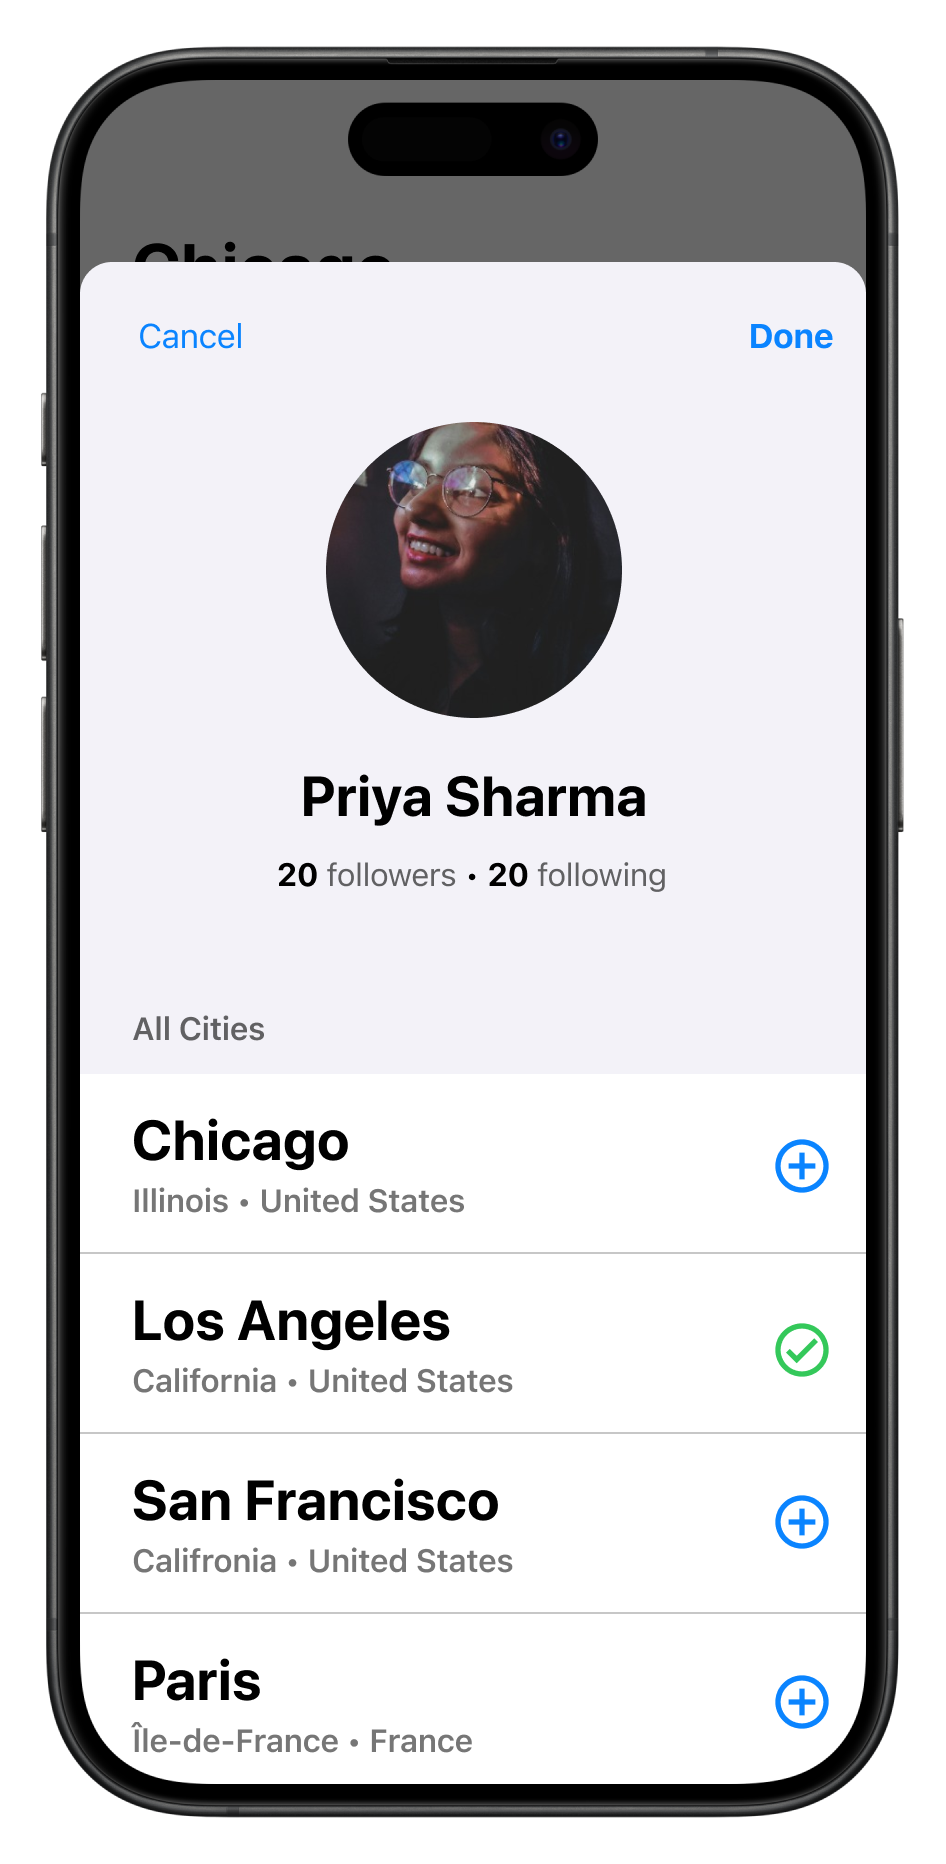 Chicago
Cancel
Done
Priya Sharma
20 followers • 20 following
All Cities
Chicago
Illinois • United States
Los Angeles
California • United States
San Francisco
Califronia • United States
Paris
Île-de-France • France